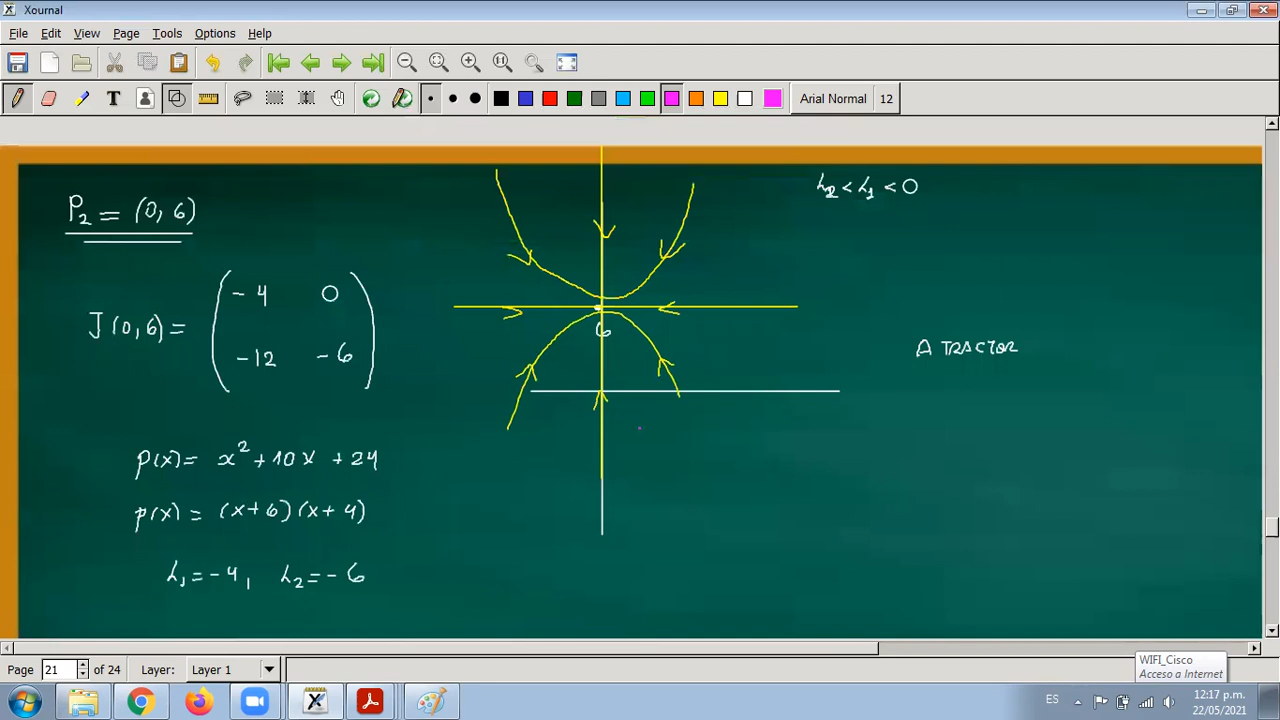 Xournal
File Edit View Page Tools Options Help
Arial Normal 12
P₂ = (0, 6)
λ₂ < λ₁ < 0
J(0, 6) =
-4 0
-12 -6
6
ATRACTOR
p(x) = x² + 10x + 24
p(x) = (x + 6)(x + 4)
λ₁ = -4, λ₂ = -6
Page 21 of 24 Layer: Layer 1
WIFI_Cisco
Acceso a Internet
ES
12:17 p.m.
22/05/2021